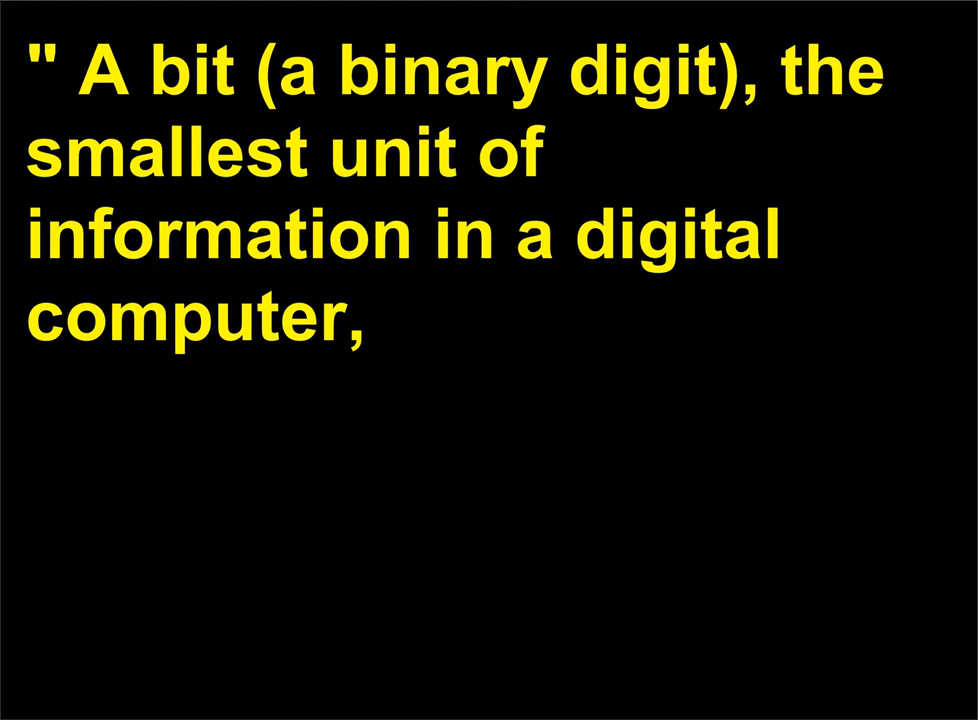 " A bit (a binary digit), the
smallest unit of
information in a digital
computer,